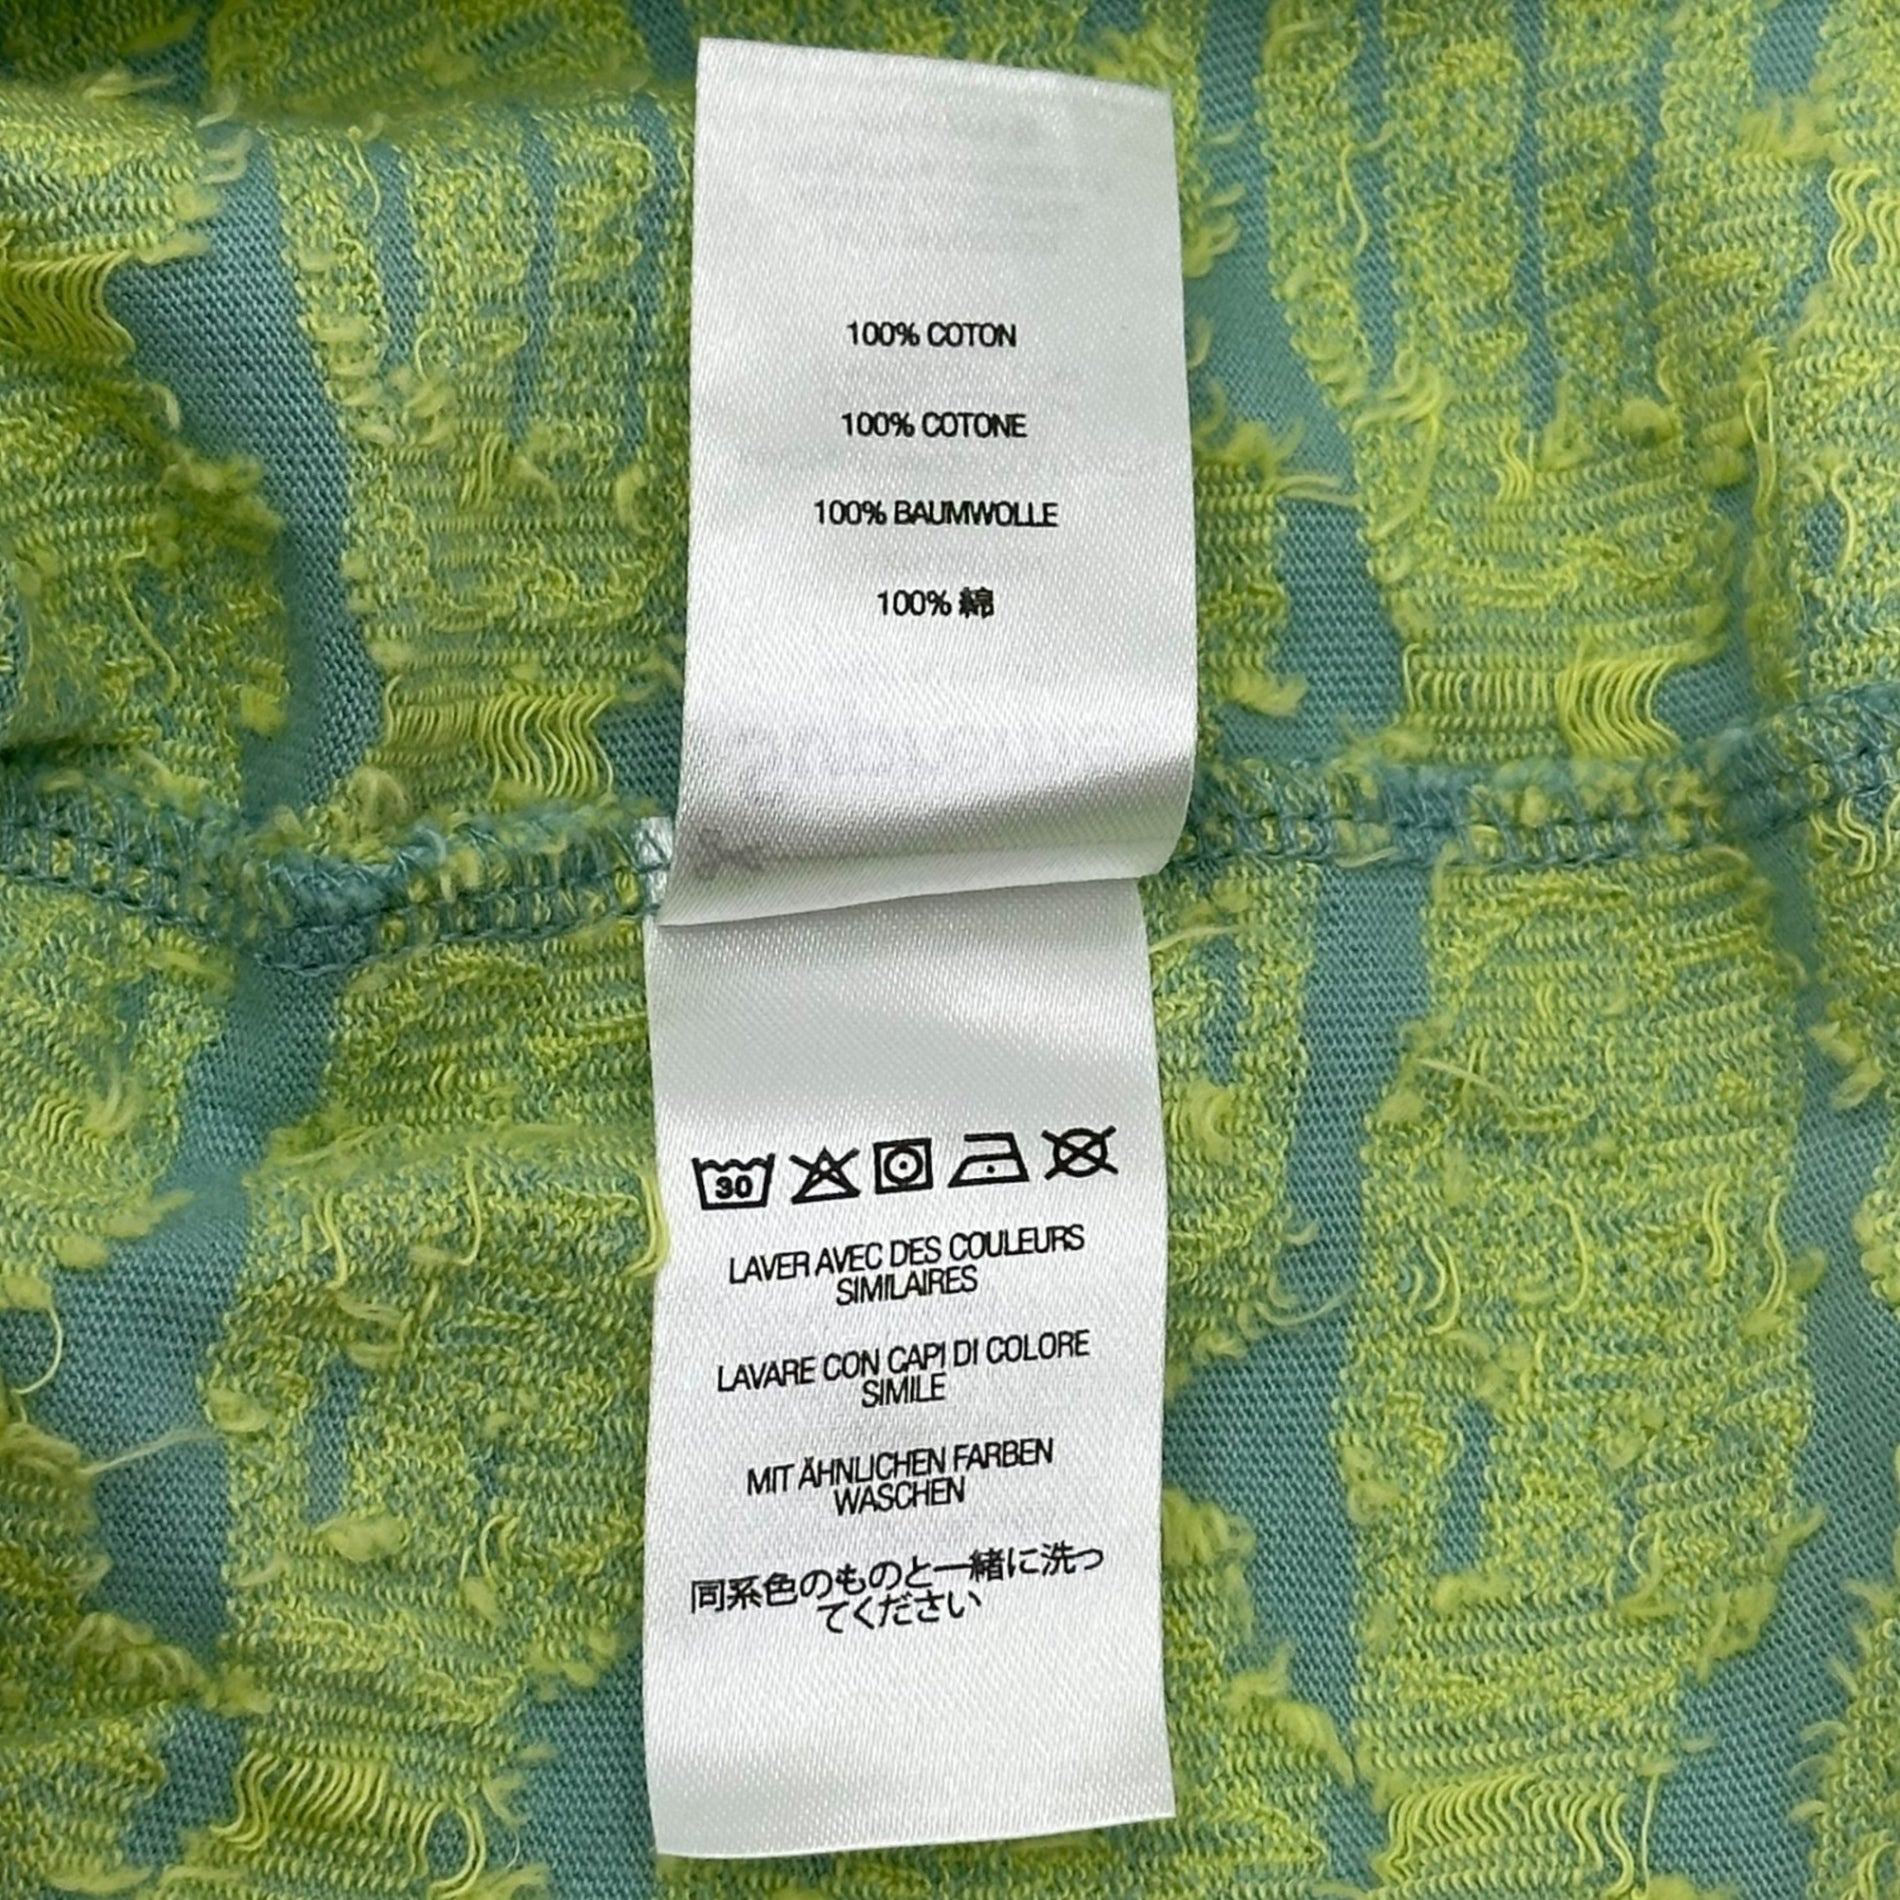 100% COTON
100% COTONE
100% BAUMWOLLE
100% 綿
30
LAVER AVEC DES COULEURS
SIMILAIRES
LAVARE CON CAPI DI COLORE
SIMILE
MIT ÄHNLICHEN FARBEN
WASCHEN
同系色のものと一緒に洗っ
てください